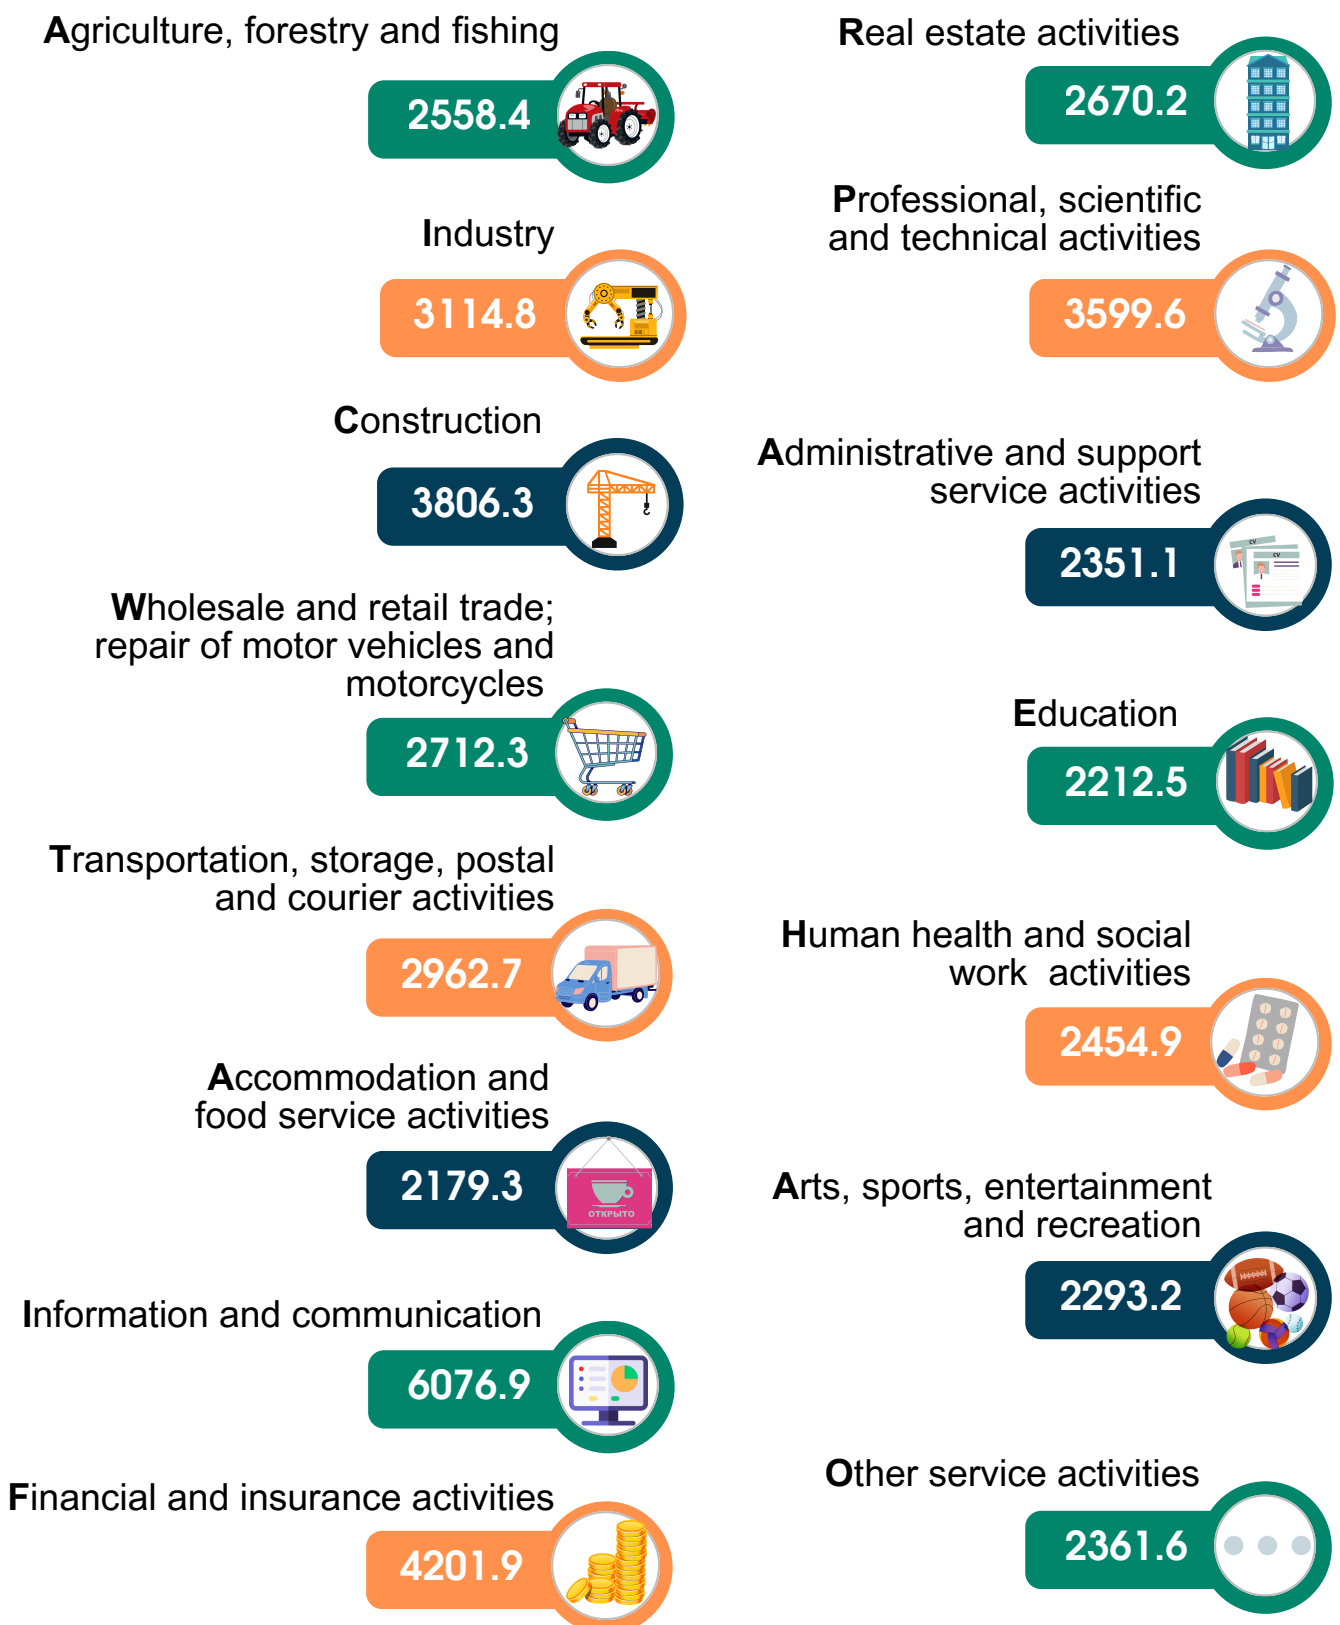 Agriculture, forestry and fishing
2558.4
Industry
3114.8
Construction
3806.3
Wholesale and retail trade;
repair of motor vehicles and
motorcycles
2712.3
Transportation, storage, postal
and courier activities
2962.7
Accommodation and
food service activities
2179.3
ОТКРЫТО
Information and communication
6076.9
Financial and insurance activities
4201.9
Real estate activities
2670.2
Professional, scientific
and technical activities
3599.6
Administrative and support
service activities
2351.1
CV
CV
Education
2212.5
Human health and social
work activities
2454.9
Arts, sports, entertainment
and recreation
2293.2
Other service activities
2361.6